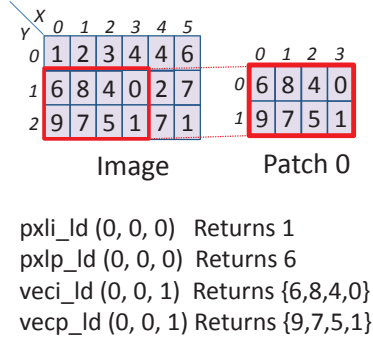 X
Y 0 1 2 3 4 5
0 1 2 3 4 4 6
1 6 8 4 0 2 7
2 9 7 5 1 7 1
Image
0 1 2 3
0 6 8 4 0
1 9 7 5 1
Patch 0
pxli_ld (0, 0, 0) Returns 1
pxlp_ld (0, 0, 0) Returns 6
veci_ld (0, 0, 1) Returns {6,8,4,0}
vecp_ld (0, 0, 1) Returns {9,7,5,1}